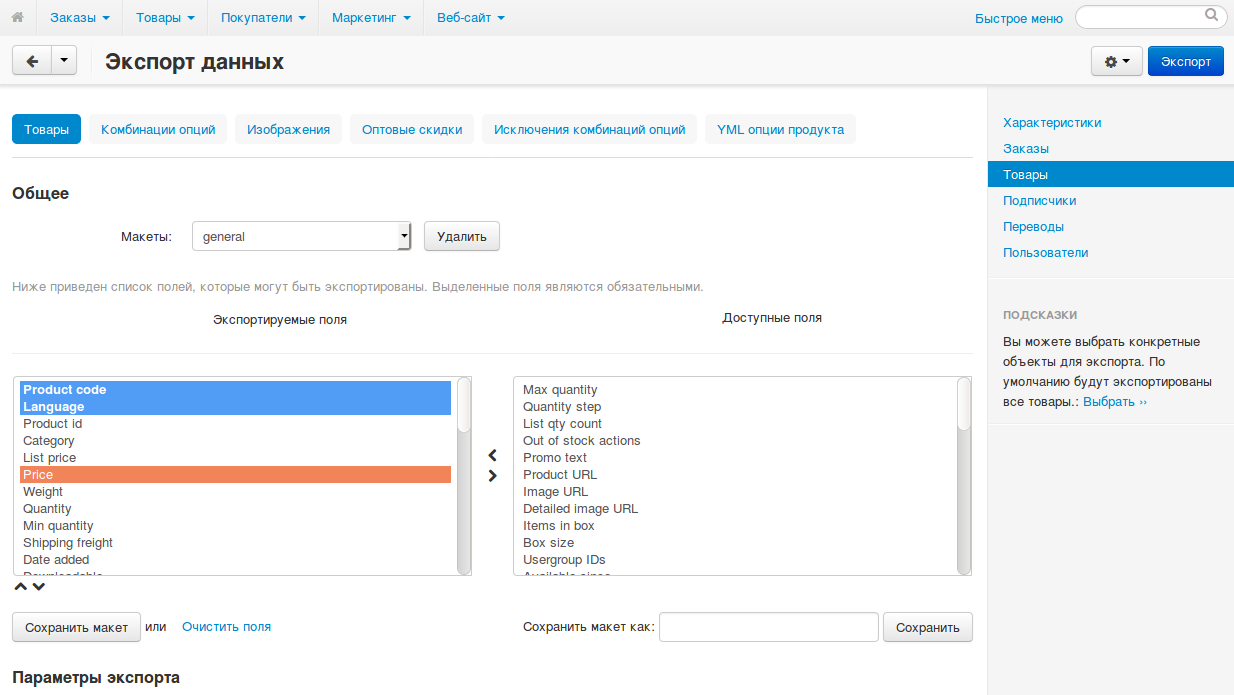 Заказы Товары Покупатели Маркетинг Веб-сайт Быстрое меню
Экспорт данных Экспорт
Товары Комбинации опций Изображения Оптовые скидки Исключения комбинаций опций YML опции продукта
Общее
Макеты: general Удалить
Ниже приведен список полей, которые могут быть экспортированы. Выделенные поля являются обязательными.
Экспортируемые поля Доступные поля
Product code
Language
Product id
Category
List price
Price
Weight
Quantity
Min quantity
Shipping freight
Date added
Downloadable
Max quantity
Quantity step
List qty count
Out of stock actions
Promo text
Product URL
Image URL
Detailed image URL
Items in box
Box size
Usergroup IDs
Available since
Сохранить макет или Очистить поля Сохранить макет как: Сохранить
Параметры экспорта
Характеристики
Заказы
Товары
Подписчики
Переводы
Пользователи
ПОДСКАЗКИ
Вы можете выбрать конкретные
объекты для экспорта. По
умолчанию будут экспортированы
все товары.: Выбрать ››